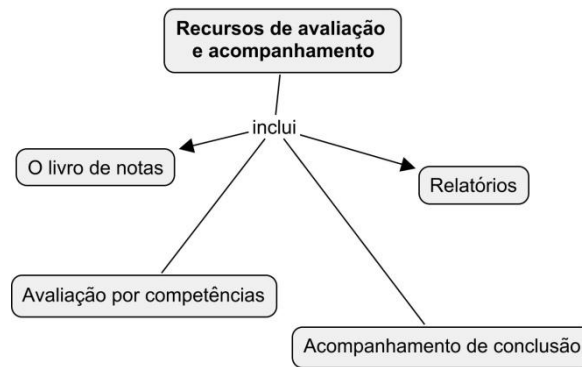 Recursos de avaliação
e acompanhamento
inclui
O livro de notas
Relatórios
Avaliação por competências
Acompanhamento de conclusão